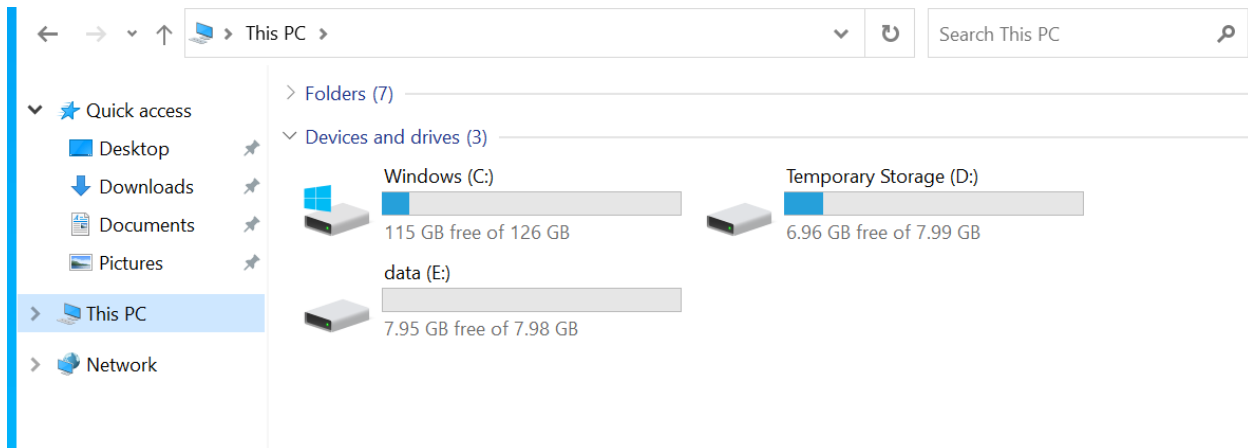 This PC
Search This PC
Quick access
Desktop
Downloads
Documents
Pictures
This PC
Network
Folders (7)
Devices and drives (3)
Windows (C:)
115 GB free of 126 GB
Temporary Storage (D:)
6.96 GB free of 7.99 GB
data (E:)
7.95 GB free of 7.98 GB